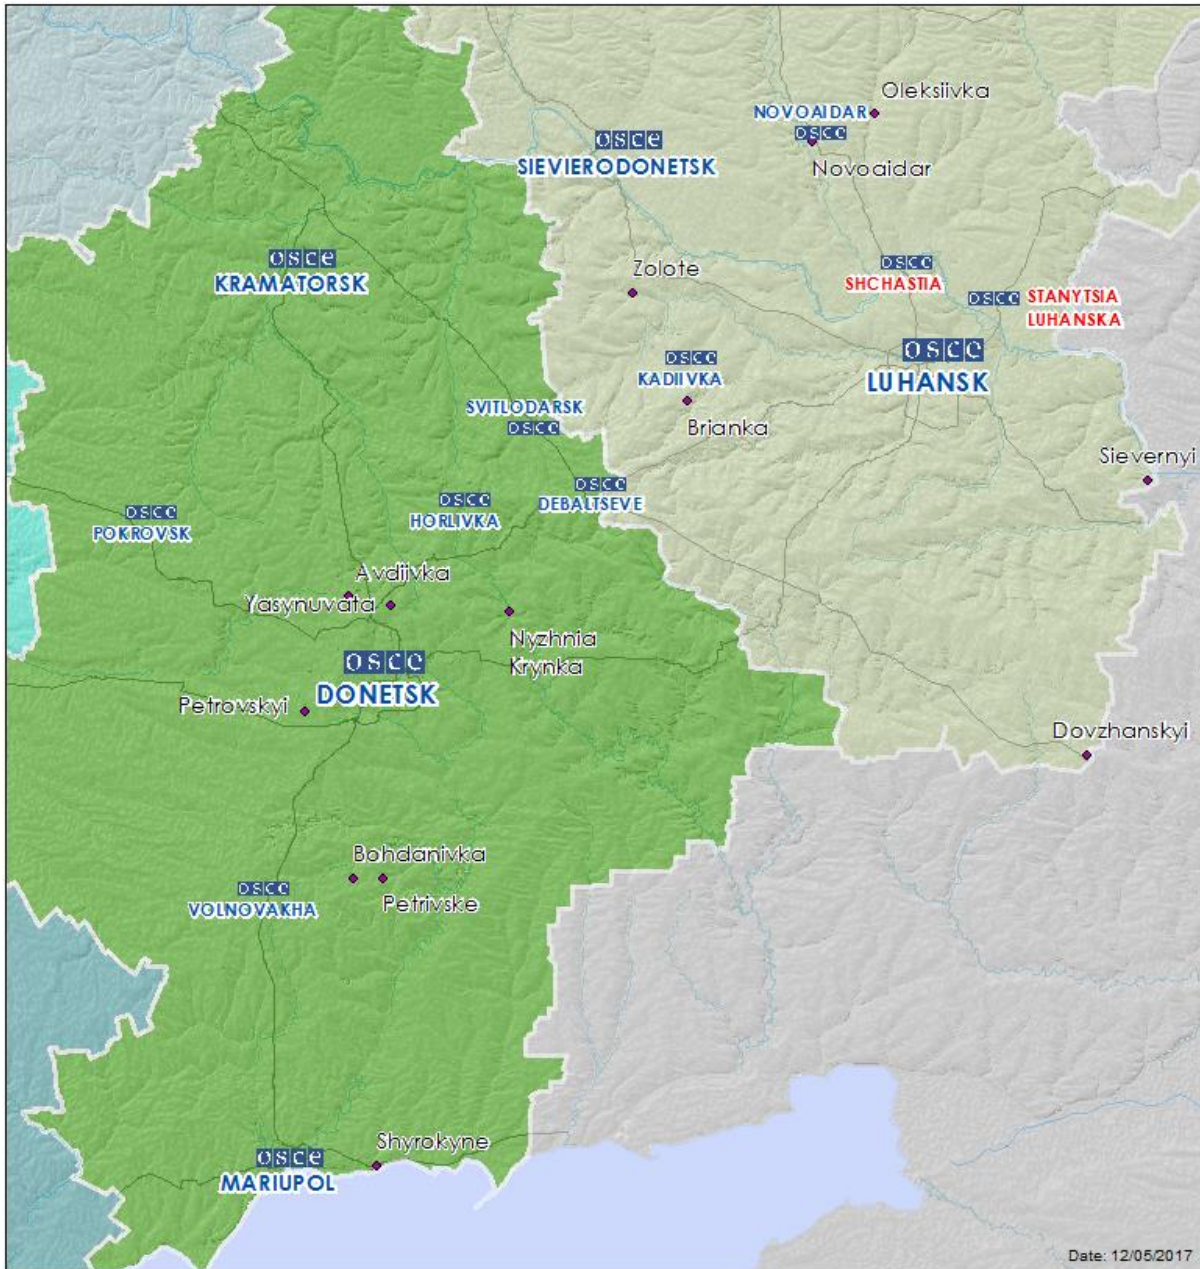 Oleksiivka
NOVOAIDAR
osce
osce
SIEVIERODONETSK
Novoaidar
osce
KRAMATORSK
Zolote
osce
SHCHASTIA
osce
STANYTSIA
LUHANSKA
osce
LUHANSK
osce
KADIIVKA
Brianka
SVITLODARSK
osce
Sievernyi
osce
DEBALTSEVE
osce
HORLIVKA
osce
POKROVSK
Avdiivka
Yasynuvata
Nyzhnia
Krynka
osce
DONETSK
Petrovskyi
Dovzhanskyi
Bohdanivka
osce
VOLNOVAKHA
Petrivske
Shyrokyne
osce
MARIUPOL
Date: 12/05/2017